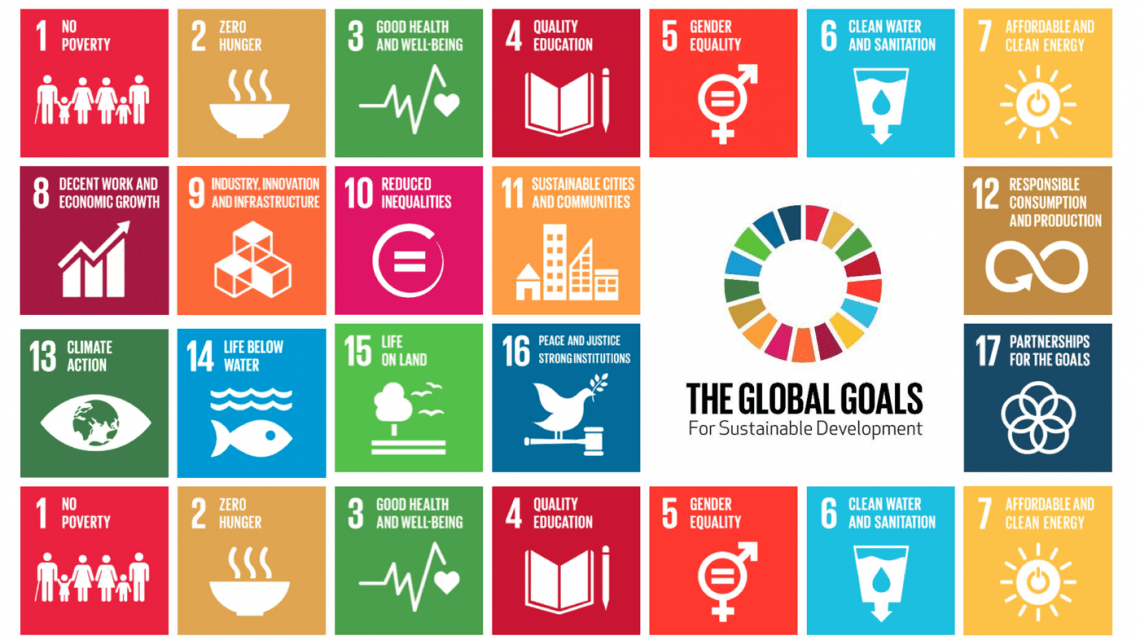 1 NO
POVERTY
2 ZERO
HUNGER
3 GOOD HEALTH
AND WELL-BEING
4 QUALITY
EDUCATION
5 GENDER
EQUALITY
6 CLEAN WATER
AND SANITATION
7 AFFORDABLE AND
CLEAN ENERGY
8 DECENT WORK AND
ECONOMIC GROWTH
9 INDUSTRY, INNOVATION
AND INFRASTRUCTURE
10 REDUCED
INEQUALITIES
11 SUSTAINABLE CITIES
AND COMMUNITIES
12 RESPONSIBLE
CONSUMPTION
AND PRODUCTION
13 CLIMATE
ACTION
14 LIFE BELOW
WATER
15 LIFE
ON LAND
16 PEACE AND JUSTICE
STRONG INSTITUTIONS
THE GLOBAL GOALS
For Sustainable Development
17 PARTNERSHIPS
FOR THE GOALS
1 NO
POVERTY
2 ZERO
HUNGER
3 GOOD HEALTH
AND WELL-BEING
4 QUALITY
EDUCATION
5 GENDER
EQUALITY
6 CLEAN WATER
AND SANITATION
7 AFFORDABLE AND
CLEAN ENERGY